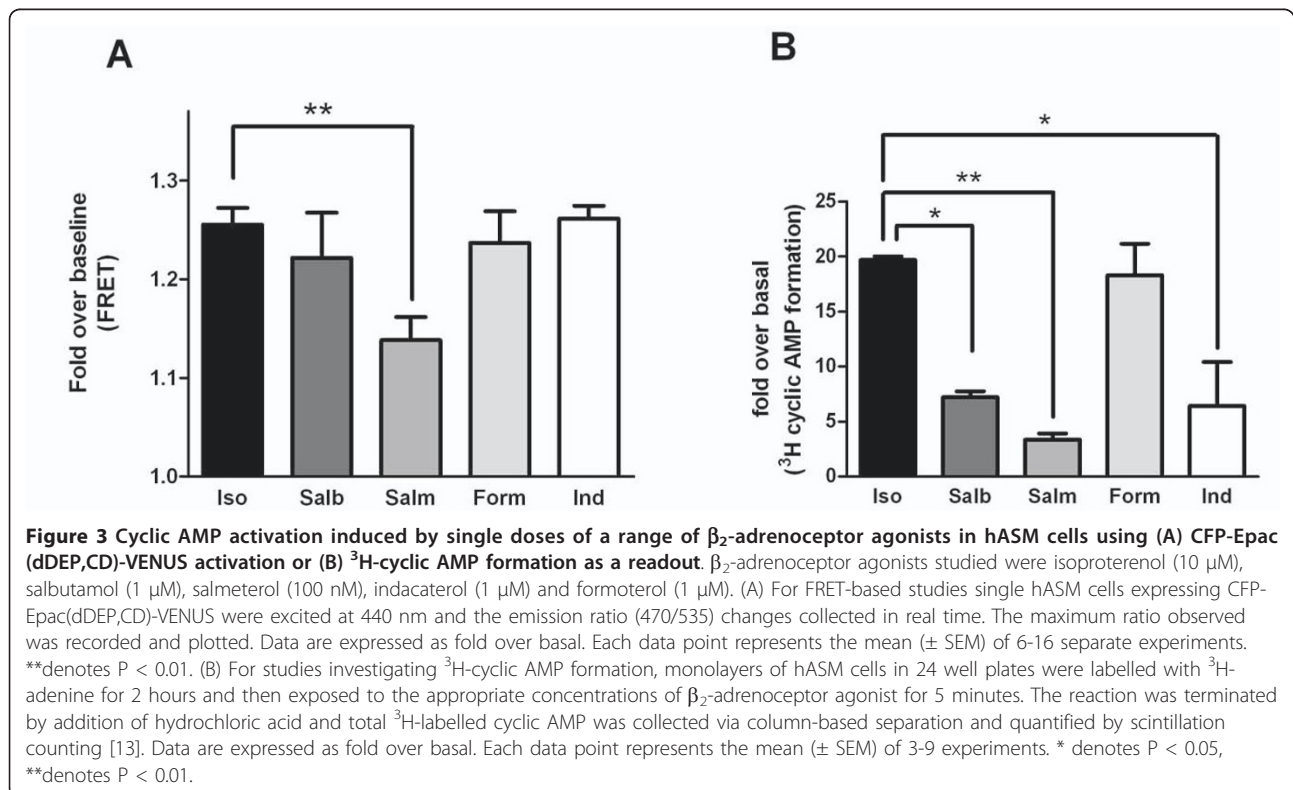 A
B
**
*
**
*
Fold over baseline
(FRET)
1.3
1.2
1.1
1.0
Iso Salb Salm Form Ind
fold over basal
(³H cyclic AMP formation)
25
20
15
10
5
0
Iso Salb Salm Form Ind
Figure 3 Cyclic AMP activation induced by single doses of a range of β₂-adrenoceptor agonists in hASM cells using (A) CFP-Epac
(dDEP,CD)-VENUS activation or (B) ³H-cyclic AMP formation as a readout. β₂-adrenoceptor agonists studied were isoproterenol (10 μM),
salbutamol (1 μM), salmeterol (100 nM), indacaterol (1 μM) and formoterol (1 μM). (A) For FRET-based studies single hASM cells expressing CFP-
Epac(dDEP,CD)-VENUS were excited at 440 nm and the emission ratio (470/535) changes collected in real time. The maximum ratio observed
was recorded and plotted. Data are expressed as fold over basal. Each data point represents the mean (± SEM) of 6-16 separate experiments.
**denotes P < 0.01. (B) For studies investigating ³H-cyclic AMP formation, monolayers of hASM cells in 24 well plates were labelled with ³H-
adenine for 2 hours and then exposed to the appropriate concentrations of β₂-adrenoceptor agonist for 5 minutes. The reaction was terminated
by addition of hydrochloric acid and total ³H-labelled cyclic AMP was collected via column-based separation and quantified by scintillation
counting [13]. Data are expressed as fold over basal. Each data point represents the mean (± SEM) of 3-9 experiments. * denotes P < 0.05,
**denotes P < 0.01.